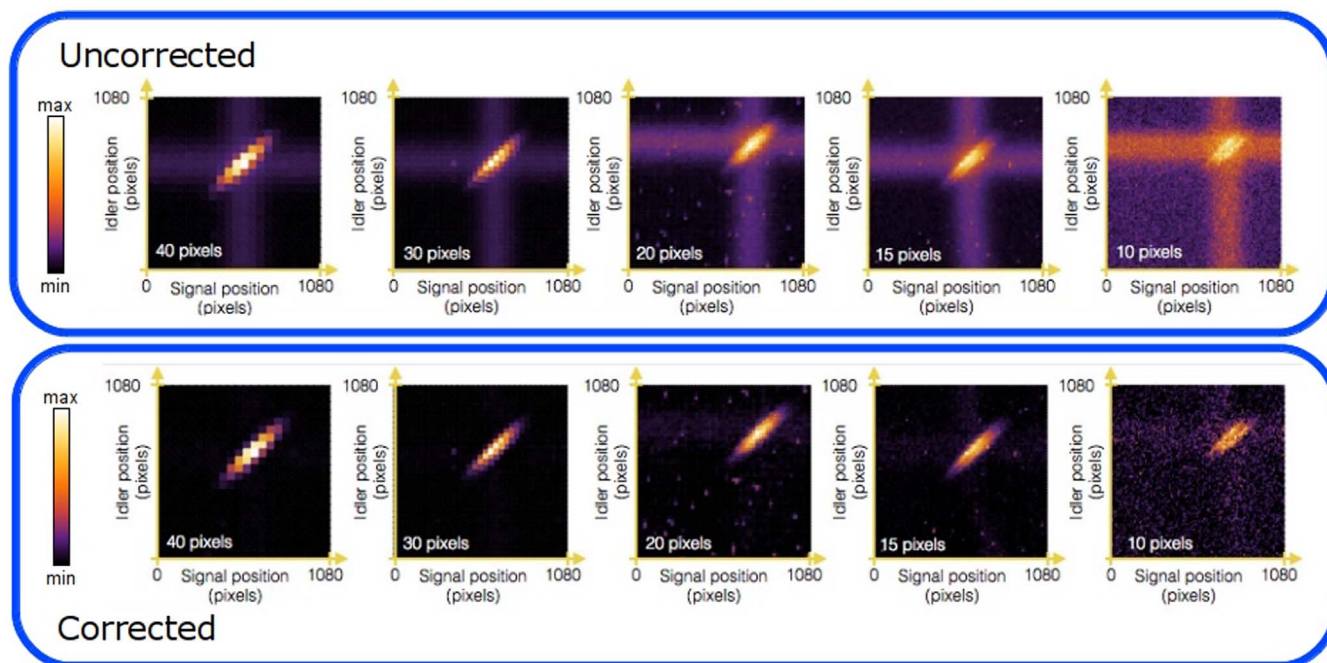 Uncorrected
max
min
1080
Idler position
(pixels)
40 pixels
0
Signal position
(pixels)
1080
1080
Idler position
(pixels)
30 pixels
0
Signal position
(pixels)
1080
1080
Idler position
(pixels)
20 pixels
0
Signal position
(pixels)
1080
1080
Idler position
(pixels)
15 pixels
0
Signal position
(pixels)
1080
1080
Idler position
(pixels)
10 pixels
0
Signal position
(pixels)
1080
max
min
1080
Idler position
(pixels)
40 pixels
0
Signal position
(pixels)
1080
1080
Idler position
(pixels)
30 pixels
0
Signal position
(pixels)
1080
1080
Idler position
(pixels)
20 pixels
0
Signal position
(pixels)
1080
1080
Idler position
(pixels)
15 pixels
0
Signal position
(pixels)
1080
1080
Idler position
(pixels)
10 pixels
0
Signal position
(pixels)
1080
Corrected